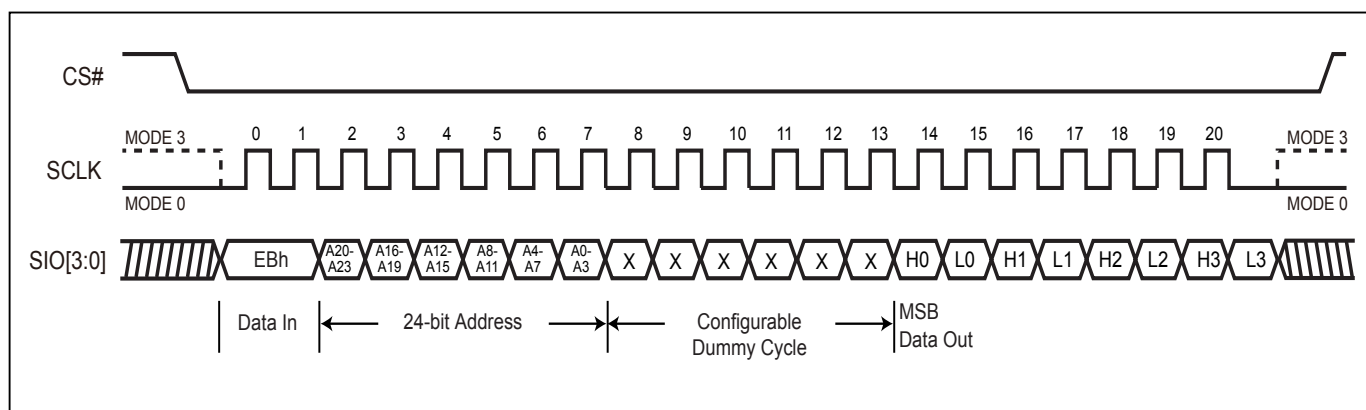 CS#
MODE 3
0 1 2 3 4 5 6 7 8 9 10 11 12 13 14 15 16 17 18 19 20
MODE 3
SCLK
MODE 0
MODE 0
SIO[3:0]
EBh
A20-
A23
A16-
A19
A12-
A15
A8-
A11
A4-
A7
A0-
A3
X X X X X X H0 L0 H1 L1 H2 L2 H3 L3
Data In
24-bit Address
Configurable
Dummy Cycle
MSB
Data Out